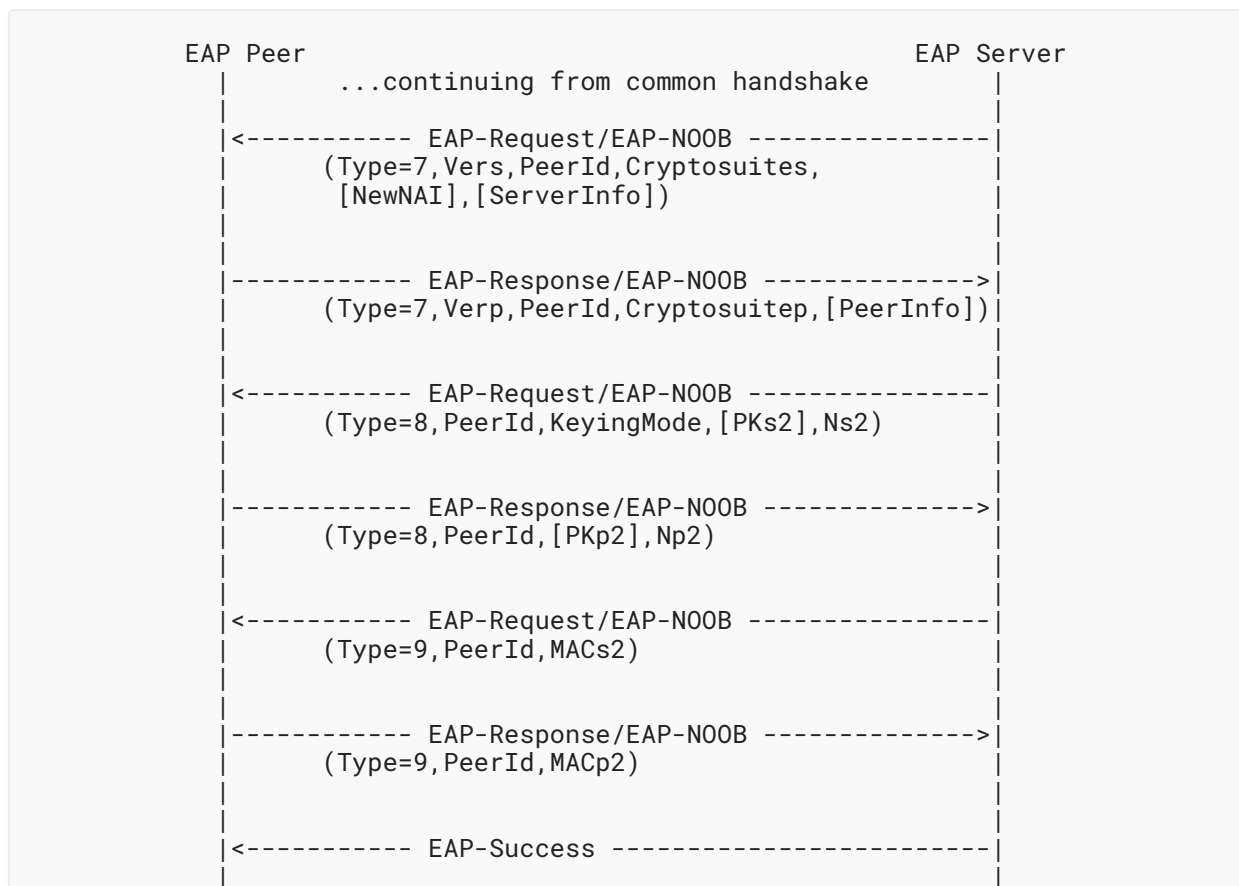 EAP Peer EAP Server
...continuing from common handshake
<----------- EAP-Request/EAP-NOOB ----------------
(Type=7,Vers,PeerId,Cryptosuites,
[NewNAI],[ServerInfo])
------------ EAP-Response/EAP-NOOB -------------->
(Type=7,Verp,PeerId,Cryptosuitep,[PeerInfo])
<----------- EAP-Request/EAP-NOOB ----------------
(Type=8,PeerId,KeyingMode,[PKs2],Ns2)
------------ EAP-Response/EAP-NOOB -------------->
(Type=8,PeerId,[PKp2],Np2)
<----------- EAP-Request/EAP-NOOB ----------------
(Type=9,PeerId,MACs2)
------------ EAP-Response/EAP-NOOB -------------->
(Type=9,PeerId,MACp2)
<----------- EAP-Success -------------------------